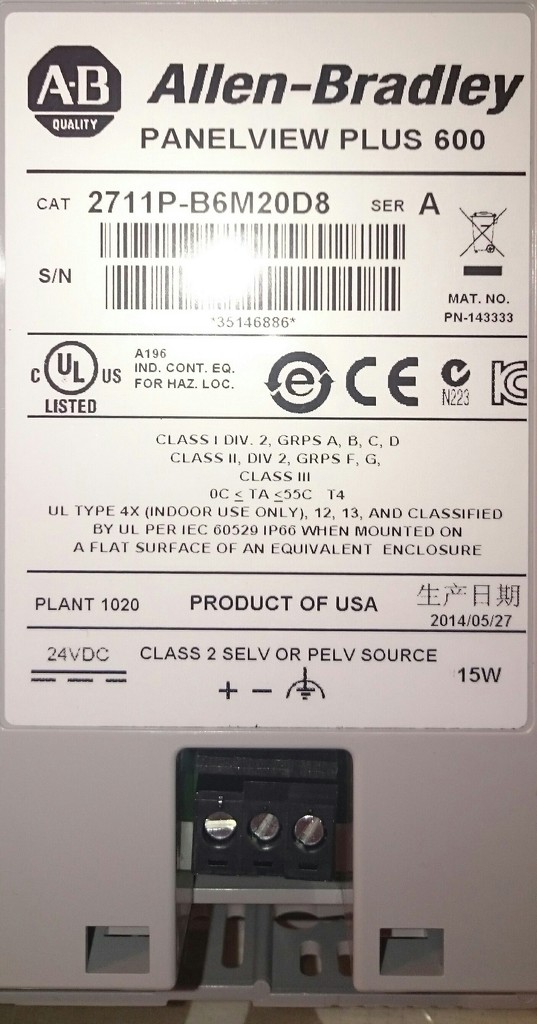 A·B
QUALITY
Allen-Bradley
PANELVIEW PLUS 600
CAT 2711P-B6M20D8 SER A
S/N
*35146886*
MAT. NO.
PN-143333
C UL US
LISTED
A196
IND. CONT. EQ.
FOR HAZ. LOC.
e
CE
N223
KC
CLASS I DIV. 2, GRPS A, B, C, D
CLASS II, DIV 2, GRPS F, G,
CLASS III
0C ≤ TA ≤55C T4
UL TYPE 4X (INDOOR USE ONLY), 12, 13, AND CLASSIFIED
BY UL PER IEC 60529 IP66 WHEN MOUNTED ON
A FLAT SURFACE OF AN EQUIVALENT ENCLOSURE
PLANT 1020
PRODUCT OF USA
生产日期
2014/05/27
24VDC
CLASS 2 SELV OR PELV SOURCE
+ −
15W